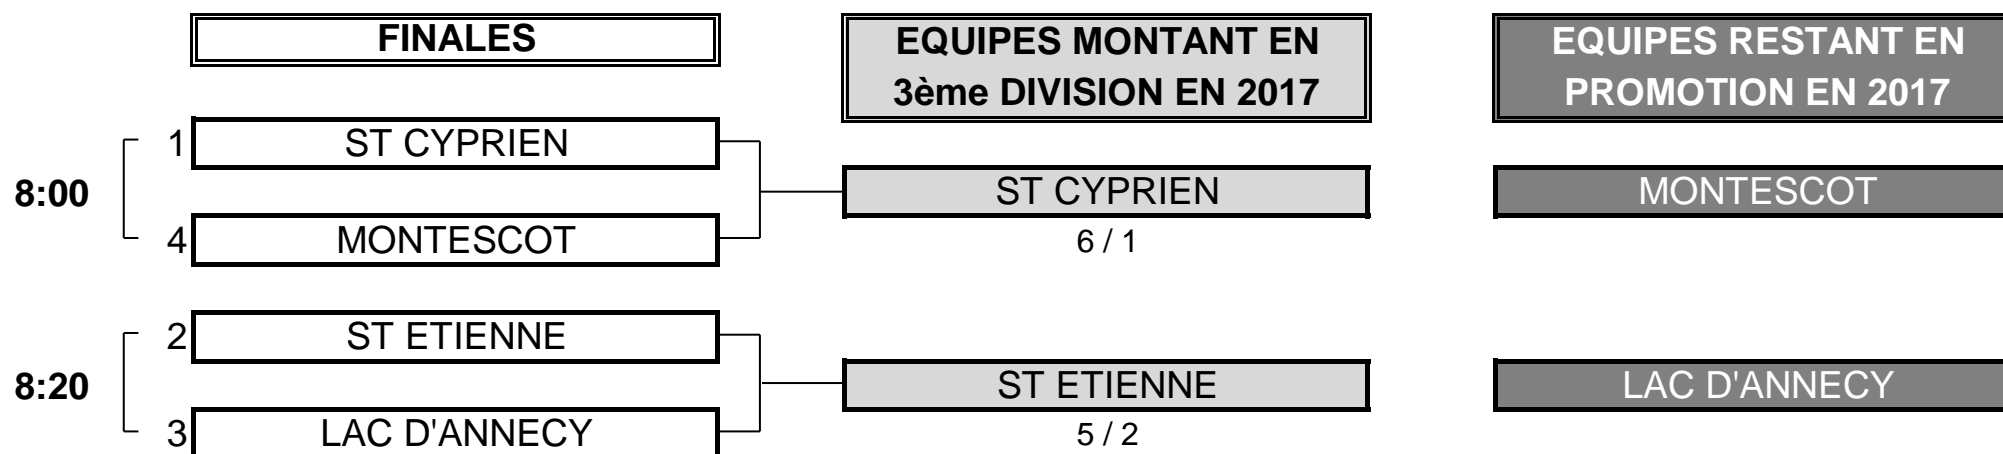 FINALES
EQUIPES MONTANT EN
3ème DIVISION EN 2017
EQUIPES RESTANT EN
PROMOTION EN 2017
8:00
1 ST CYPRIEN
4 MONTESCOT
ST CYPRIEN
6 / 1
MONTESCOT
8:20
2 ST ETIENNE
3 LAC D'ANNECY
ST ETIENNE
5 / 2
LAC D'ANNECY